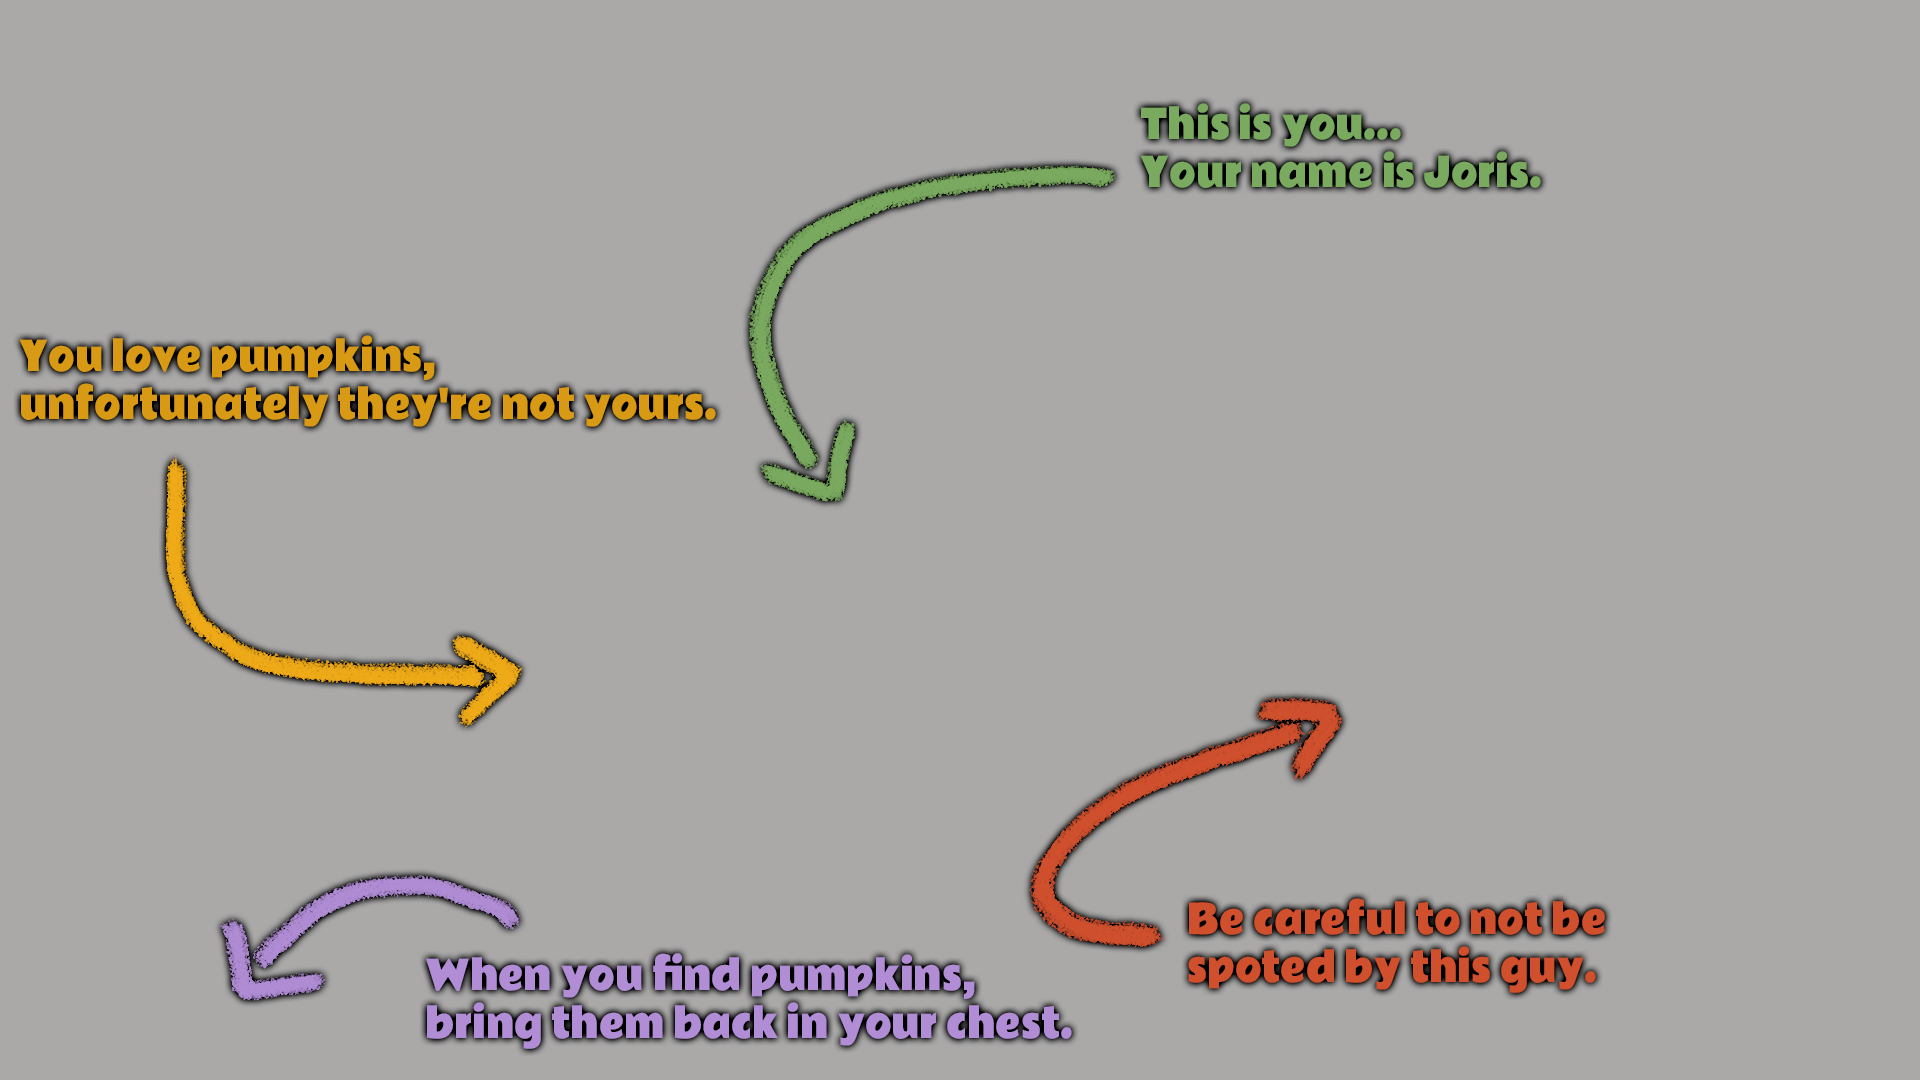 This is you...
Your name is Joris.
You love pumpkins,
unfortunately they're not yours.
Be careful to not be
spoted by this guy.
When you find pumpkins,
bring them back in your chest.